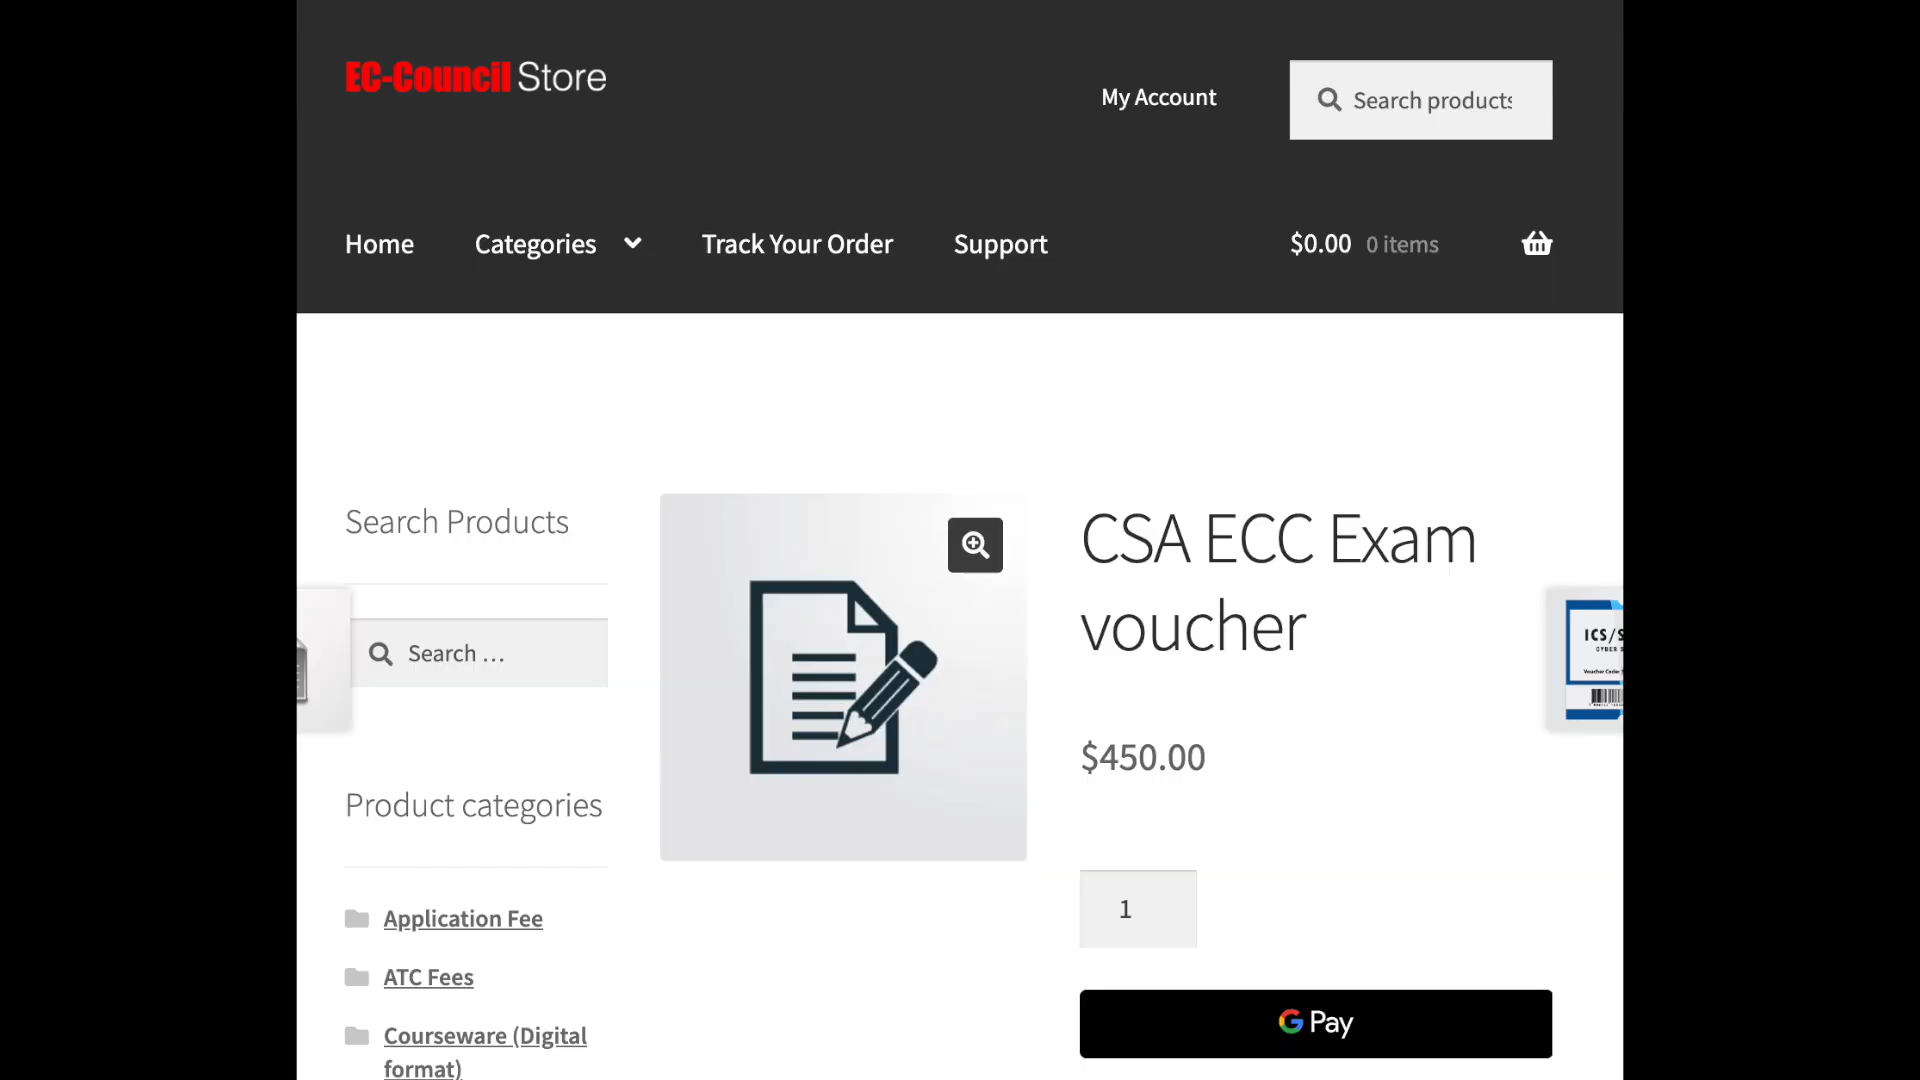 EC-Council Store
My Account
Search products
Home
Categories
Track Your Order
Support
$0.00 0 items
Search Products
Search …
Product categories
Application Fee
ATC Fees
Courseware (Digital
format)
CSA ECC Exam
voucher
$450.00
1
G Pay
ICS/S